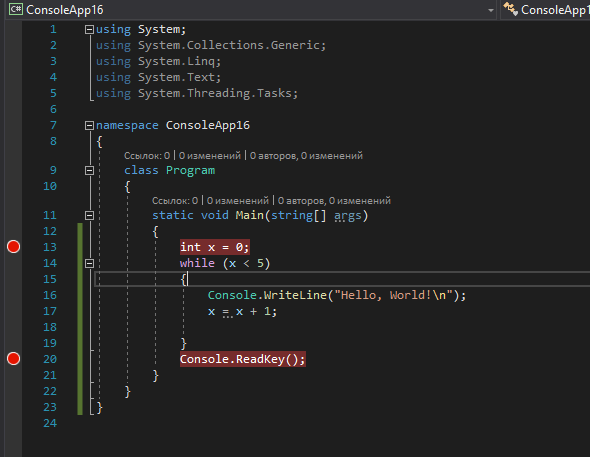 C# ConsoleApp16 ConsoleApp1
1 using System;
2 using System.Collections.Generic;
3 using System.Linq;
4 using System.Text;
5 using System.Threading.Tasks;
6
7 namespace ConsoleApp16
8 {
Ссылок: 0 | 0 изменений | 0 авторов, 0 изменений
9 class Program
10 {
Ссылок: 0 | 0 изменений | 0 авторов, 0 изменений
11 static void Main(string[] args)
12 {
13 int x = 0;
14 while (x < 5)
15 {
16 Console.WriteLine("Hello, World!\n");
17 x = x + 1;
18
19 }
20 Console.ReadKey();
21 }
22 }
23 }
24